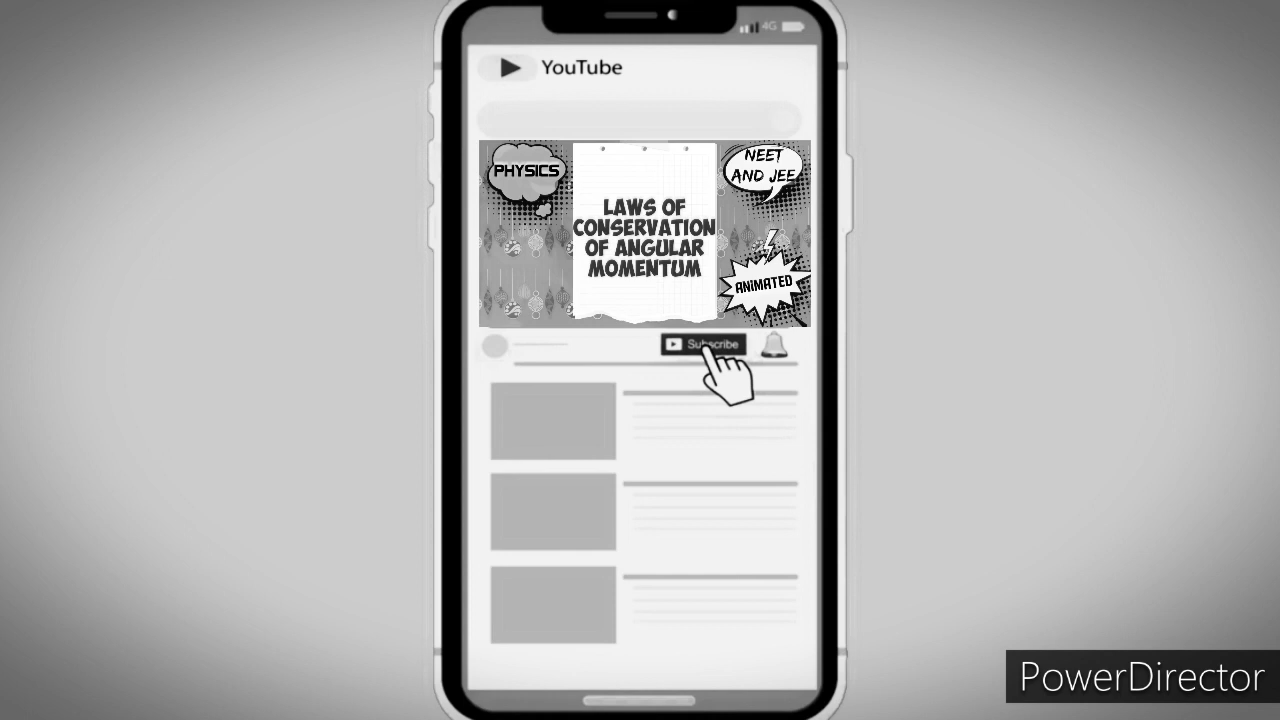 4G
YouTube
PHYSICS
NEET
AND JEE
LAWS OF
CONSERVATION
OF ANGULAR
MOMENTUM
ANIMATED
Subscribe
PowerDirector